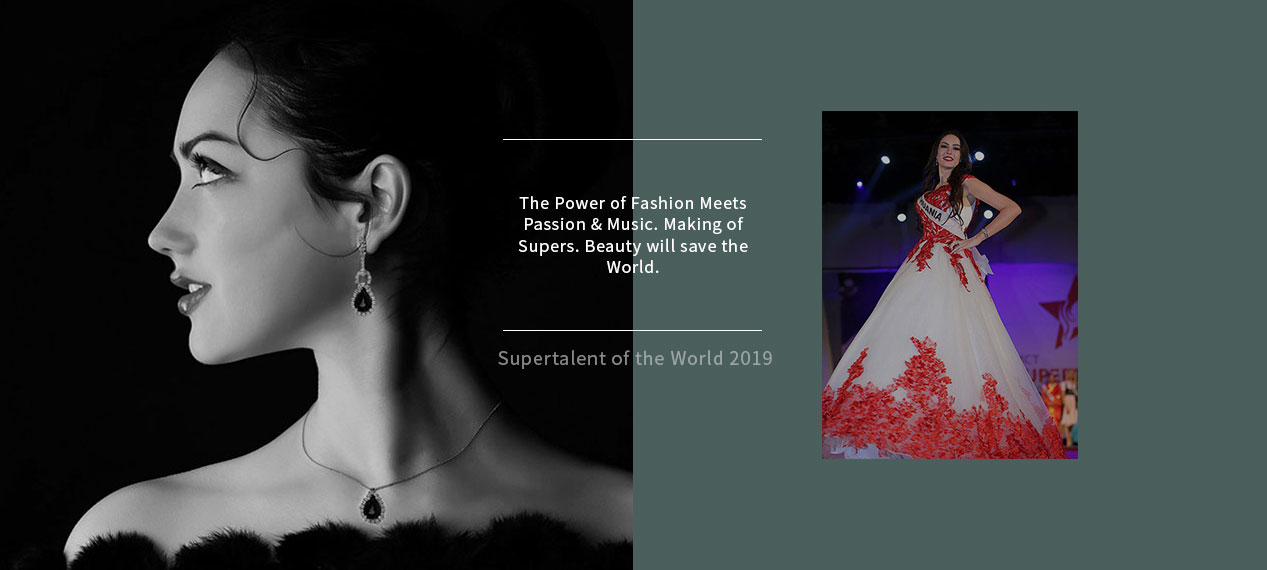 The Power of Fashion Meets
Passion & Music. Making of
Supers. Beauty will save the
World.
Supertalent of the World 2019